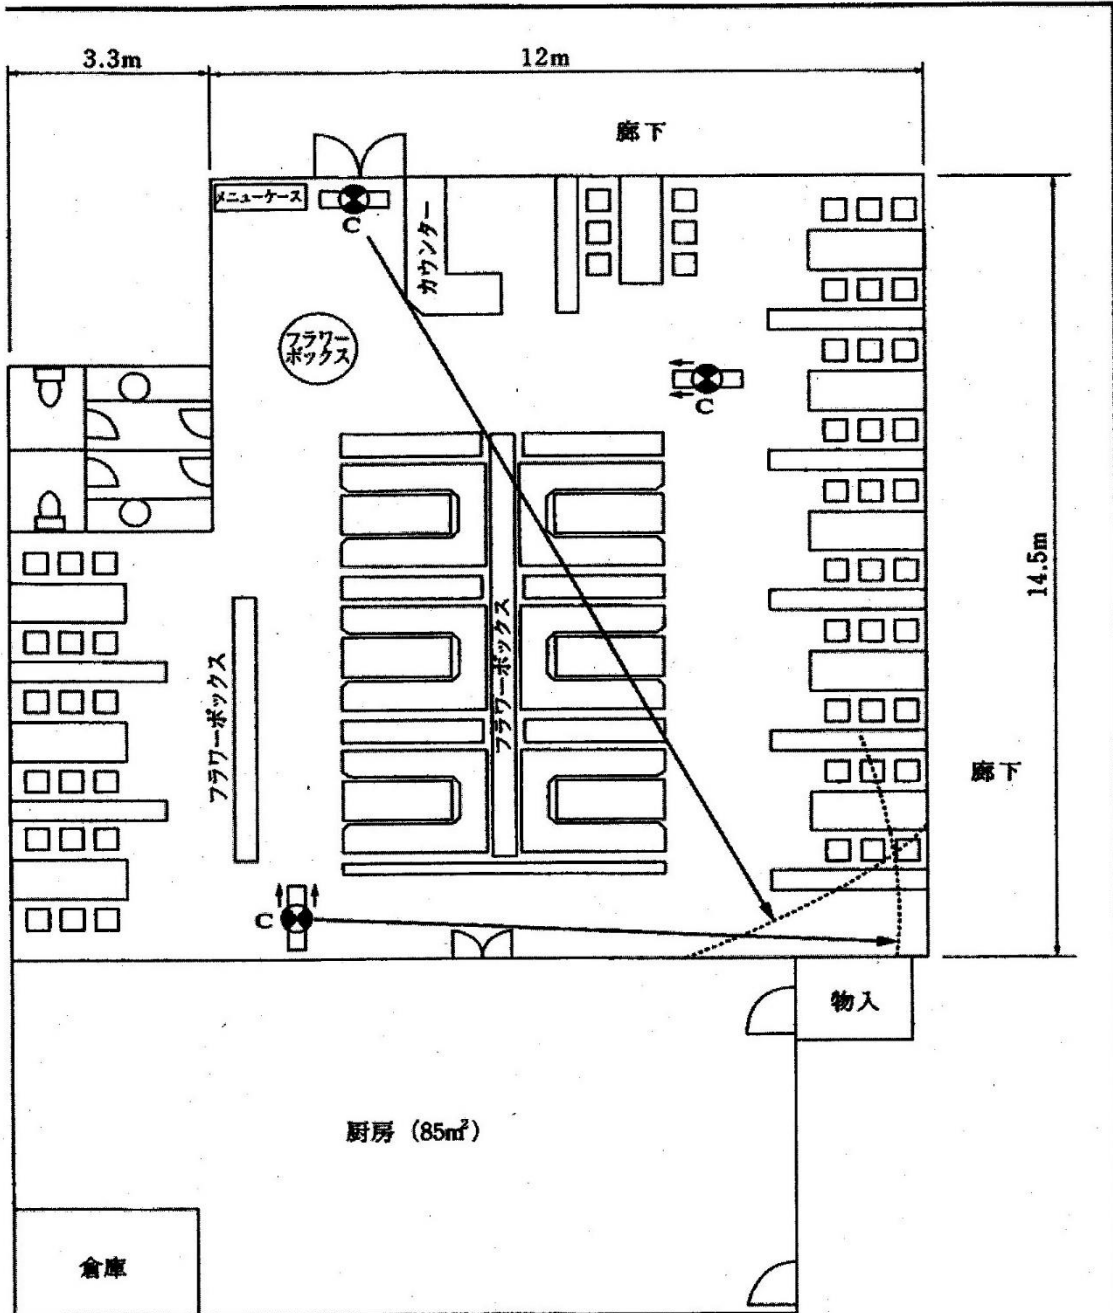 3.3m
12m
廊下
メニューケース
C
カウンター
フラワー
ボックス
C
14.5m
フラワーボックス
フラワーボックス
廊下
C
物入
厨房 (85㎡)
倉庫